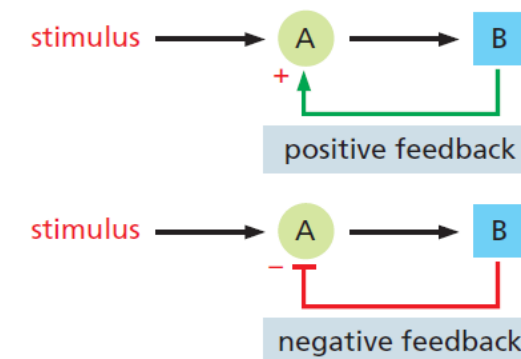 stimulus A B
+
positive feedback
stimulus A B
–
negative feedback